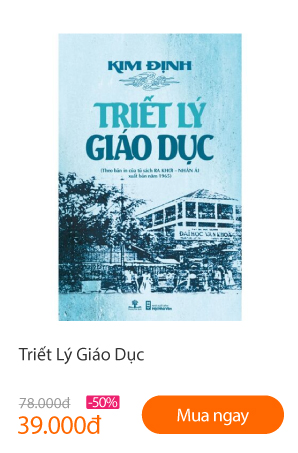 KIM ĐỊNH
TRIẾT LÝ
GIÁO DỤC
(Theo bản in của tủ sách RA KHƠI - NHÂN ÁI
xuất bản năm 1965)
ĐẠI HỌC VĂN KHOA
Triết Lý Giáo Dục
78.000đ -50%
39.000đ
Mua ngay